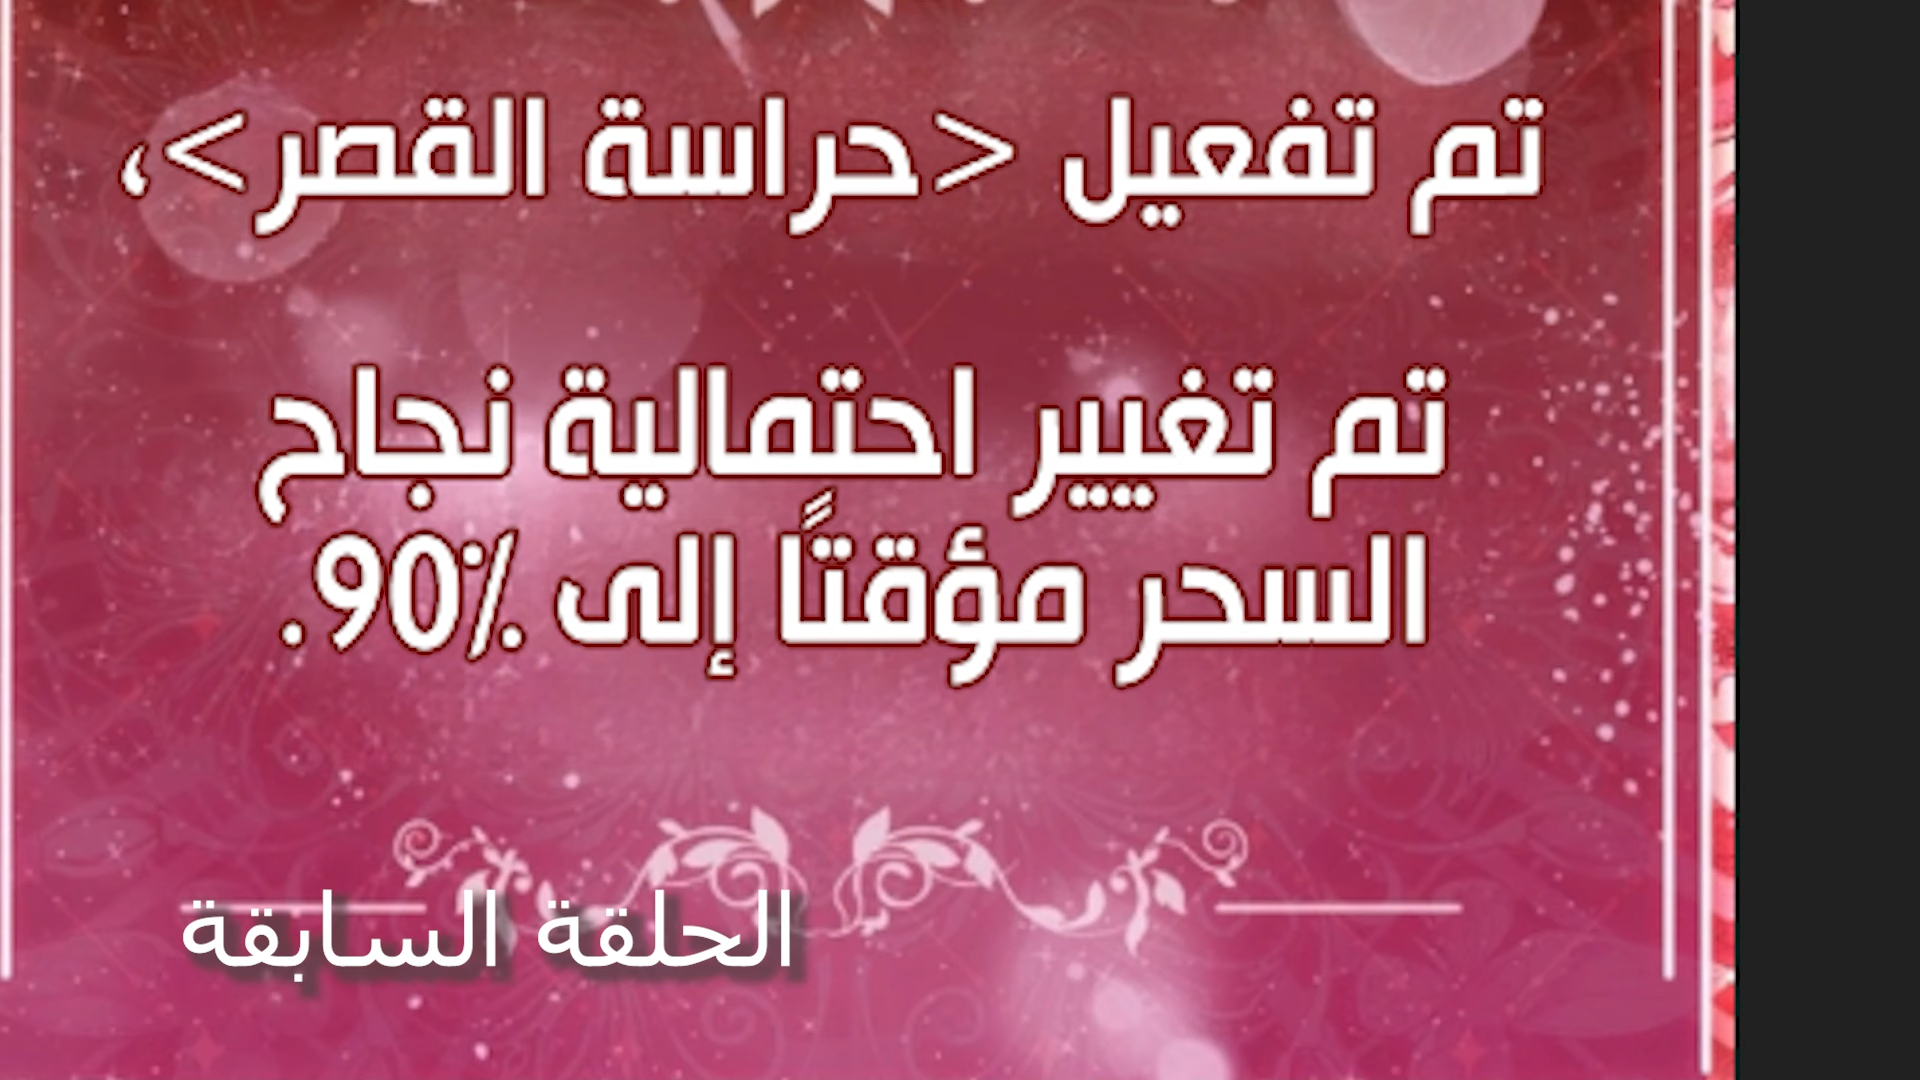 تم تفعيل <حراسة القصر>،
تم تغيير احتمالية نجاح
السحر مؤقتًا إلى 90%.
الحلقة السابقة